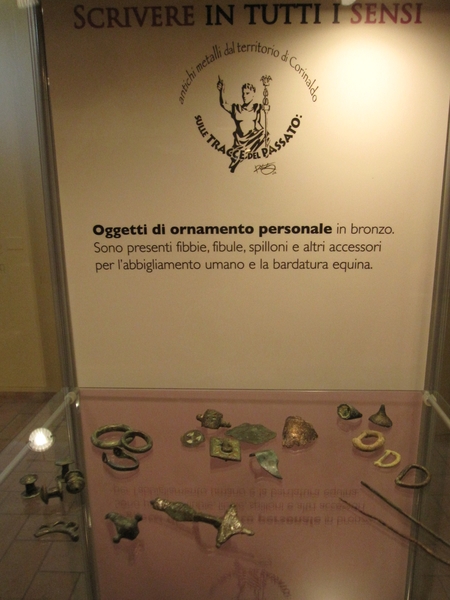 SCRIVERE IN TUTTI I SENSI
antichi metalli dal territorio di Corinaldo
SULLE TRACCE DEL PASSATO:
Oggetti di ornamento personale in bronzo.
Sono presenti fibbie, fibule, spilloni e altri accessori
per l'abbigliamento umano e la bardatura equina.